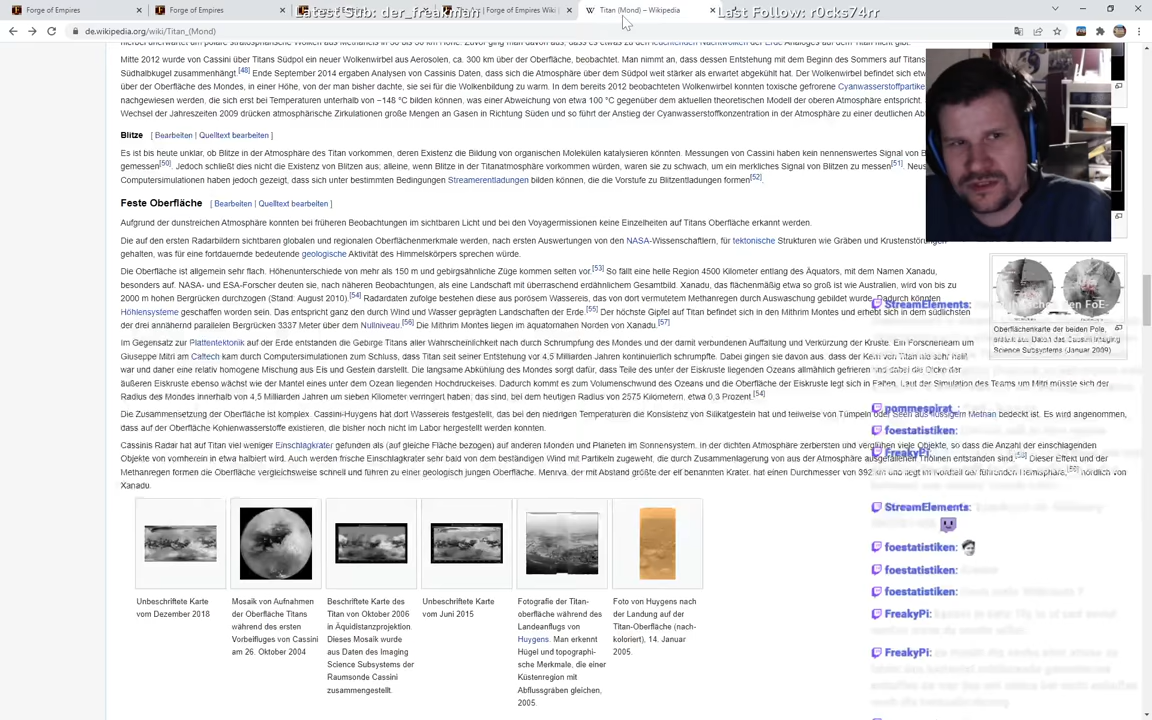 Forge of Empires
Forge of Empires
Latest Sub: der_freakman
Forge of Empires Wiki
Titan (Mond) – Wikipedia
Last Follow: r0cks74rr
de.wikipedia.org/wiki/Titan_(Mond)
Mitte 2012 wurde von Cassini über Titans Südpol ein neuer Wolkenwirbel aus Aerosolen, ca. 300 km über der Oberfläche, beobachtet. Man nimmt an, dass dessen Entstehung mit dem Beginn des Sommers auf Titans
Südhalbkugel zusammenhängt.[48] Ende September 2014 ergaben Analysen von Cassinis Daten, dass sich die Atmosphäre über dem Südpol weit stärker als erwartet abgekühlt hat. Der Wolkenwirbel befindet sich etw
über der Oberfläche des Mondes, in einer Höhe, von der man bisher dachte, sie sei für die Wolkenbildung zu warm. In dem bereits 2012 beobachteten Wolkenwirbel konnten toxische gefrorene Cyanwasserstoffpartike
nachgewiesen werden, die sich erst bei Temperaturen unterhalb von −148 °C bilden können, was einer Abweichung von etwa 100 °C gegenüber dem aktuellen theoretischen Modell der oberen Atmosphäre entspricht.
Wechsel der Jahreszeiten 2009 drücken atmosphärische Zirkulationen große Mengen an Gasen in Richtung Süden und so führt der Anstieg der Cyanwasserstoffkonzentration in der Atmosphäre zu einer deutlichen Ab
Blitze [ Bearbeiten | Quelltext bearbeiten ]
Es ist bis heute unklar, ob Blitze in der Atmosphäre des Titan vorkommen, deren Existenz die Bildung von organischen Molekülen katalysieren könnte. Messungen von Cassini haben kein nennenswertes Signal von B
gemessen[50]. Jedoch schließt dies nicht die Existenz von Blitzen aus; alleine, wenn Blitze in der Titanatmosphäre vorkommen würden, waren sie zu schwach, um ein merkliches Signal von Blitzen zu messen[51]. Neus
Computersimulationen haben jedoch gezeigt, dass sich unter bestimmten Bedingungen Streamerentladungen bilden können, die die Vorstufe zu Blitzentladungen formen[52].
Feste Oberfläche [ Bearbeiten | Quelltext bearbeiten ]
Aufgrund der dunstreichen Atmosphäre konnten bei früheren Beobachtungen im sichtbaren Licht und bei den Voyagermissionen keine Einzelheiten auf Titans Oberfläche erkannt werden.
Die auf den ersten Radarbildern sichtbaren globalen und regionalen Oberflächenmerkmale werden, nach ersten Auswertungen von den NASA-Wissenschaftlern, für tektonische Strukturen wie Gräben und Krustenstörungen
gehalten, was für eine fortdauernde bedeutende geologische Aktivität des Himmelskörpers sprechen würde.
Die Oberfläche ist allgemein sehr flach. Höhenunterschiede von mehr als 150 m und gebirgsähnliche Züge kommen selten vor.[53] So fällt eine helle Region 4500 Kilometer entlang des Äquators, mit dem Namen Xanadu,
besonders auf. NASA- und ESA-Forscher deuten sie, nach näheren Beobachtungen, als eine Landschaft mit überraschend erdähnlichem Gesamtbild. Xanadu, das flächenmäßig etwa so groß ist wie Australien, wird von bis zu
2000 m hohen Bergrücken durchzogen (Stand: August 2010).[54] Radardaten zufolge bestehen diese aus porösem Wassereis, das von dort vermutetem Methanregen durch Auswaschung gebildet wurde. Dadurch könnten
Höhlensysteme geschaffen worden sein. Das entspricht ganz den durch Wind und Wasser geprägten Landschaften der Erde.[55] Der höchste Gipfel auf Titan befindet sich in den Mithrim Montes und erhebt sich in dem südlichsten
der drei annähernd parallelen Bergrücken 3337 Meter über dem Nullniveau.[56] Die Mithrim Montes liegen im äquatornahen Norden von Xanadu.[57]
Im Gegensatz zur Plattentektonik auf der Erde entstanden die Gebirge Titans aller Wahrscheinlichkeit nach durch Schrumpfung des Mondes und der damit verbundenen Auffaltung und Verkürzung der Kruste. Ein Forscherteam um
Giuseppe Mitri am Caltech kam durch Computersimulationen zum Schluss, dass Titan seit seiner Entstehung vor 4,5 Milliarden Jahren kontinuierlich schrumpfte. Dabei gingen sie davon aus, dass der Kern von Titan nie sehr heiß
war und daher eine relativ homogene Mischung aus Eis und Gestein darstellt. Die langsame Abkühlung des Mondes sorgt dafür, dass Teile des unter der Eiskruste liegenden Ozeans allmählich gefrieren und dabei die Dicke der
äußeren Eiskruste ebenso wächst wie der Mantel eines unter dem Ozean liegenden Hochdruckeises. Dadurch kommt es zum Volumenschwund des Ozeans und die Oberfläche der Eiskruste legt sich in Falten. Laut der Simulation des Teams um Mitri müsste sich der
Radius des Mondes innerhalb von 4,5 Milliarden Jahren um sieben Kilometer verringert haben, das sind, bei dem heutigen Radius von 2575 Kilometern, etwa 0,3 Prozent.[54]
Die Zusammensetzung der Oberfläche ist komplex. Cassini-Huygens hat dort Wassereis festgestellt, das bei den niedrigen Temperaturen die Konsistenz von Silikatgestein hat und teilweise von Tümpeln oder Seen aus flüssigem Methan bedeckt ist. Es wird angenommen,
dass auf der Oberfläche Kohlenwasserstoffe existieren, die bisher noch nicht im Labor hergestellt werden konnten.
Cassinis Radar hat auf Titan viel weniger Einschlagkrater gefunden als (auf gleiche Fläche bezogen) auf anderen Monden und Planeten im Sonnensystem. In der dichten Atmosphäre zerbersten und verglühen viele Objekte, so dass die Anzahl der einschlagenden
Objekte von vornherein in etwa halbiert wird. Auch werden frische Einschlagkrater sehr bald von dem beständigen Wind mit Partikeln zugeweht, die durch Zusammenlagerung von aus der Atmosphäre ausgefallenen Tholinen entstanden sind. Dieser Effekt und der
Methanregen formen die Oberfläche vergleichsweise schnell und führen zu einer geologisch jungen Oberfläche. Menrva, der mit Abstand größte der elf benannten Krater, hat einen Durchmesser von 392 km und liegt im Nordteil der führenden Hemisphäre, nördlich von
Xanadu.
Oberflächenkarte der beiden Pole,
erstellt aus Daten des Cassini Imaging
Science Subsystems (Januar 2009)
Unbeschriftete Karte
vom Dezember 2018
Mosaik von Aufnahmen
der Oberfläche Titans
während des ersten
Vorbeifluges von Cassini
am 26. Oktober 2004
Beschriftete Karte des
Titan von Oktober 2006
in Äquidistanzprojektion.
Dieses Mosaik wurde
aus Daten des Imaging
Science Subsystems der
Raumsonde Cassini
zusammengestellt.
Unbeschriftete Karte
vom Juni 2015
Fotografie der Titan-
oberfläche während des
Landeanflugs von
Huygens. Man erkennt
Hügel und topographi-
sche Merkmale, die einer
Küstenregion mit
Abflussgräben gleichen,
2005.
Foto von Huygens nach
der Landung auf der
Titan-Oberfläche (nach-
koloriert), 14. Januar
2005.
StreamElements:
pommespirat
foestatistiken:
FreakyPi:
StreamElements:
foestatistiken:
foestatistiken:
foestatistiken:
FreakyPi:
FreakyPi: